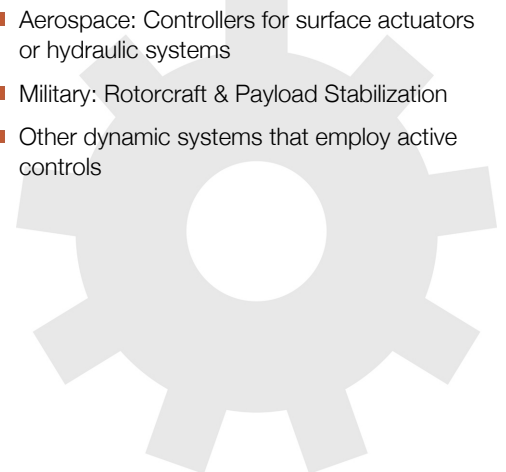 Aerospace: Controllers for surface actuators
or hydraulic systems
Military: Rotorcraft & Payload Stabilization
Other dynamic systems that employ active
controls